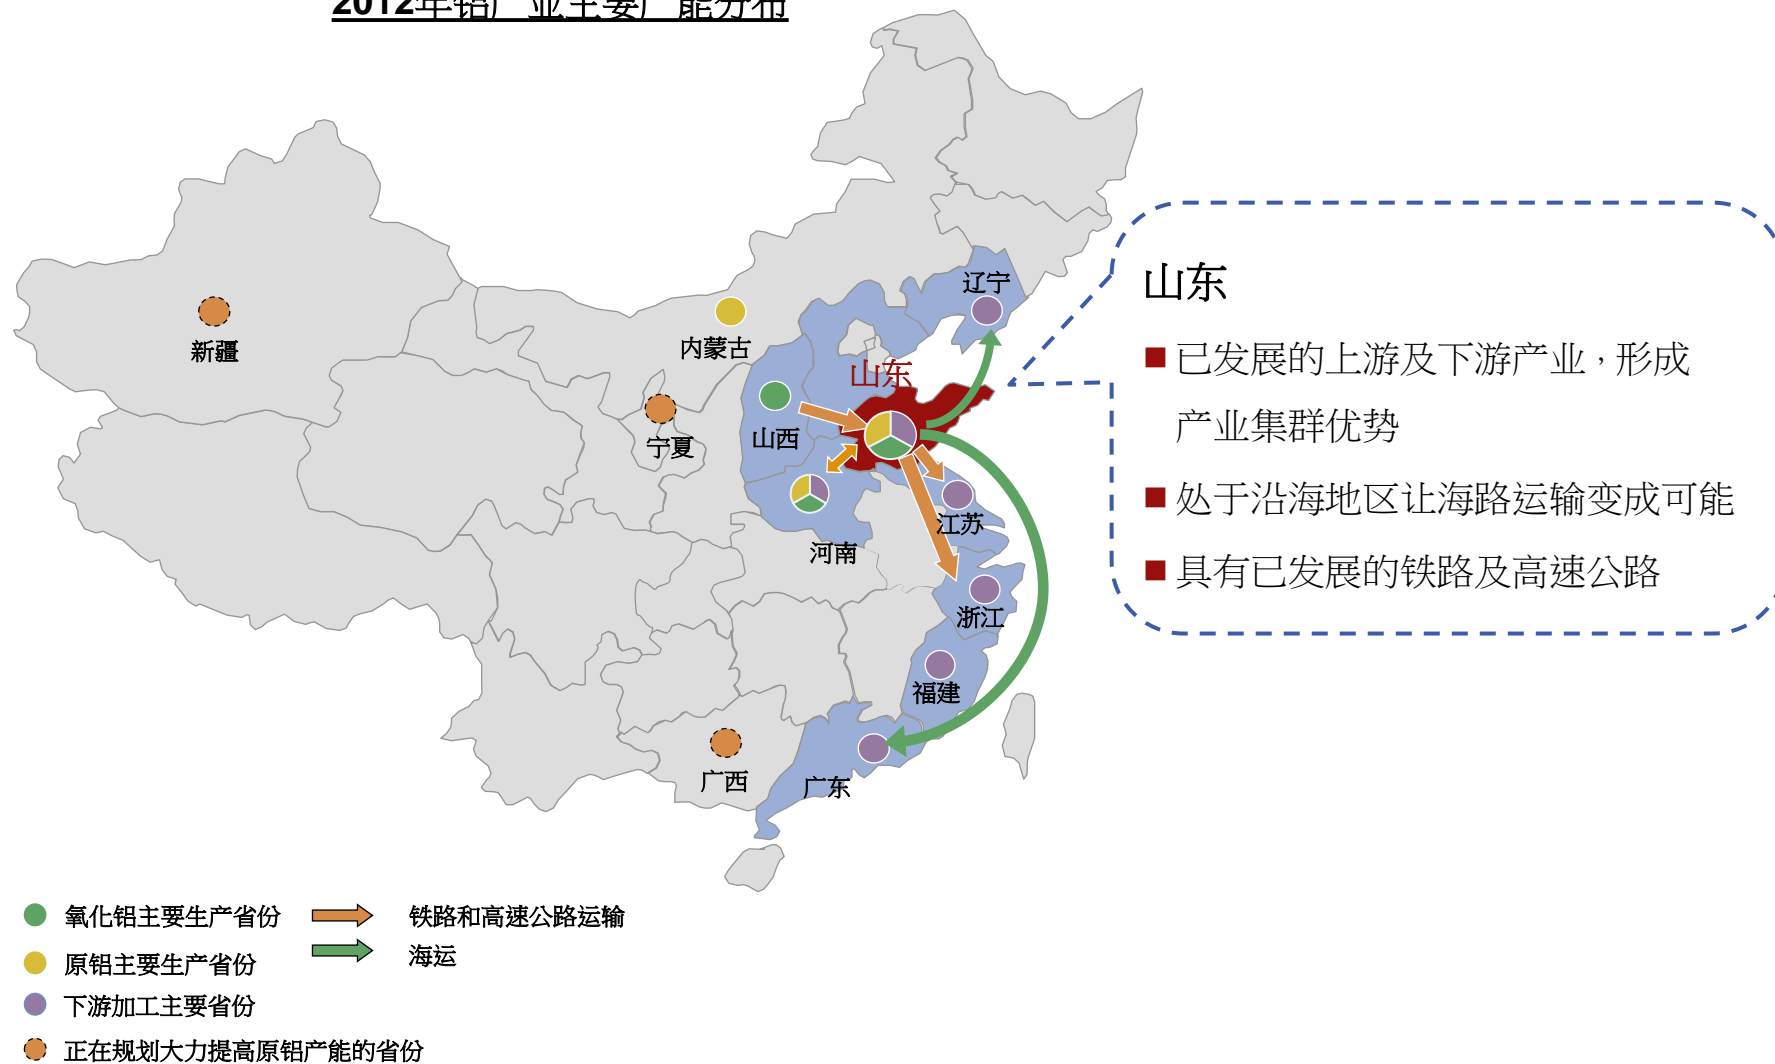 2012年铝产业主要产能分布
辽宁
新疆
内蒙古
山东
宁夏
山西
江苏
河南
浙江
福建
广西
广东
山东
已发展的上游及下游产业，形成
产业集群优势
处于沿海地区让海路运输变成可能
具有已发展的铁路及高速公路
氧化铝主要生产省份
铁路和高速公路运输
原铝主要生产省份
海运
下游加工主要省份
正在规划大力提高原铝产能的省份